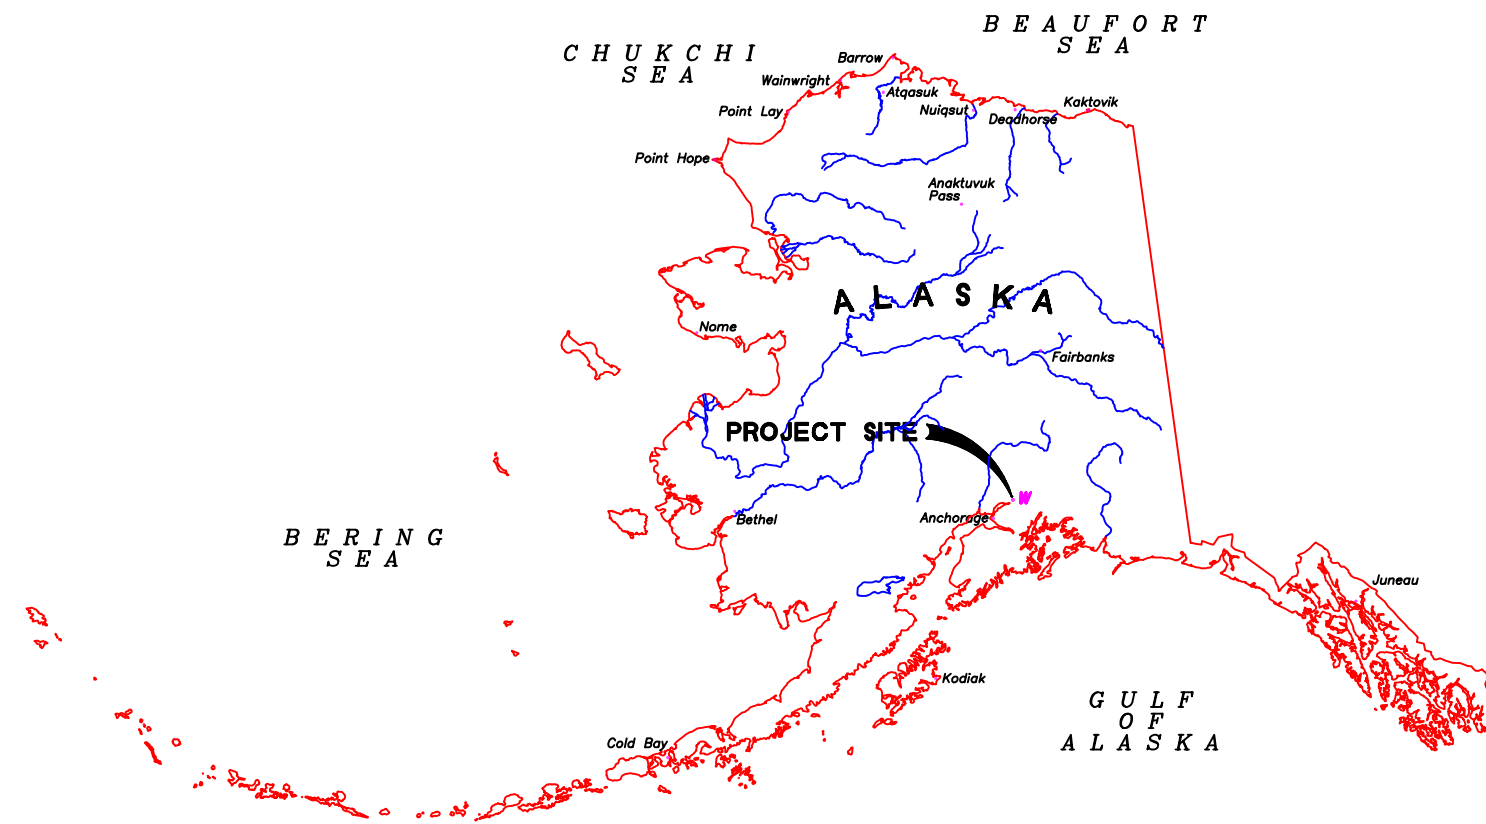 BEAUFORT
SEA
CHUKCHI
SEA
Barrow
Wainwright
Atqasuk
Point Lay
Nuiqsut
Deadhorse
Kaktovik
Point Hope
Anaktuvuk
Pass
ALASKA
Nome
Fairbanks
PROJECT SITE
W
Bethel
Anchorage
BERING
SEA
Juneau
Kodiak
GULF
OF
ALASKA
Cold Bay